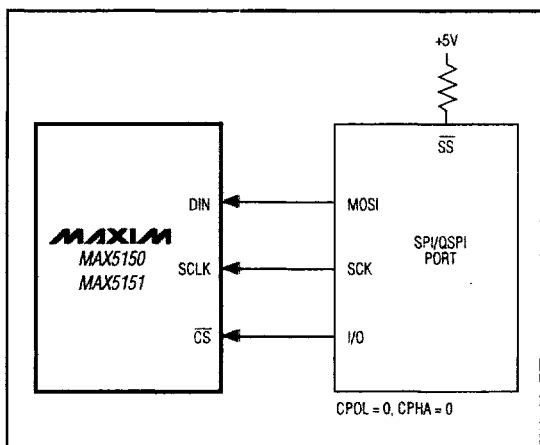 +5V
SS
DIN
MOSI
MAXIM
MAX5150
MAX5151
SPI/QSPI
PORT
SCLK
SCK
CS
I/O
CPOL = 0, CPHA = 0